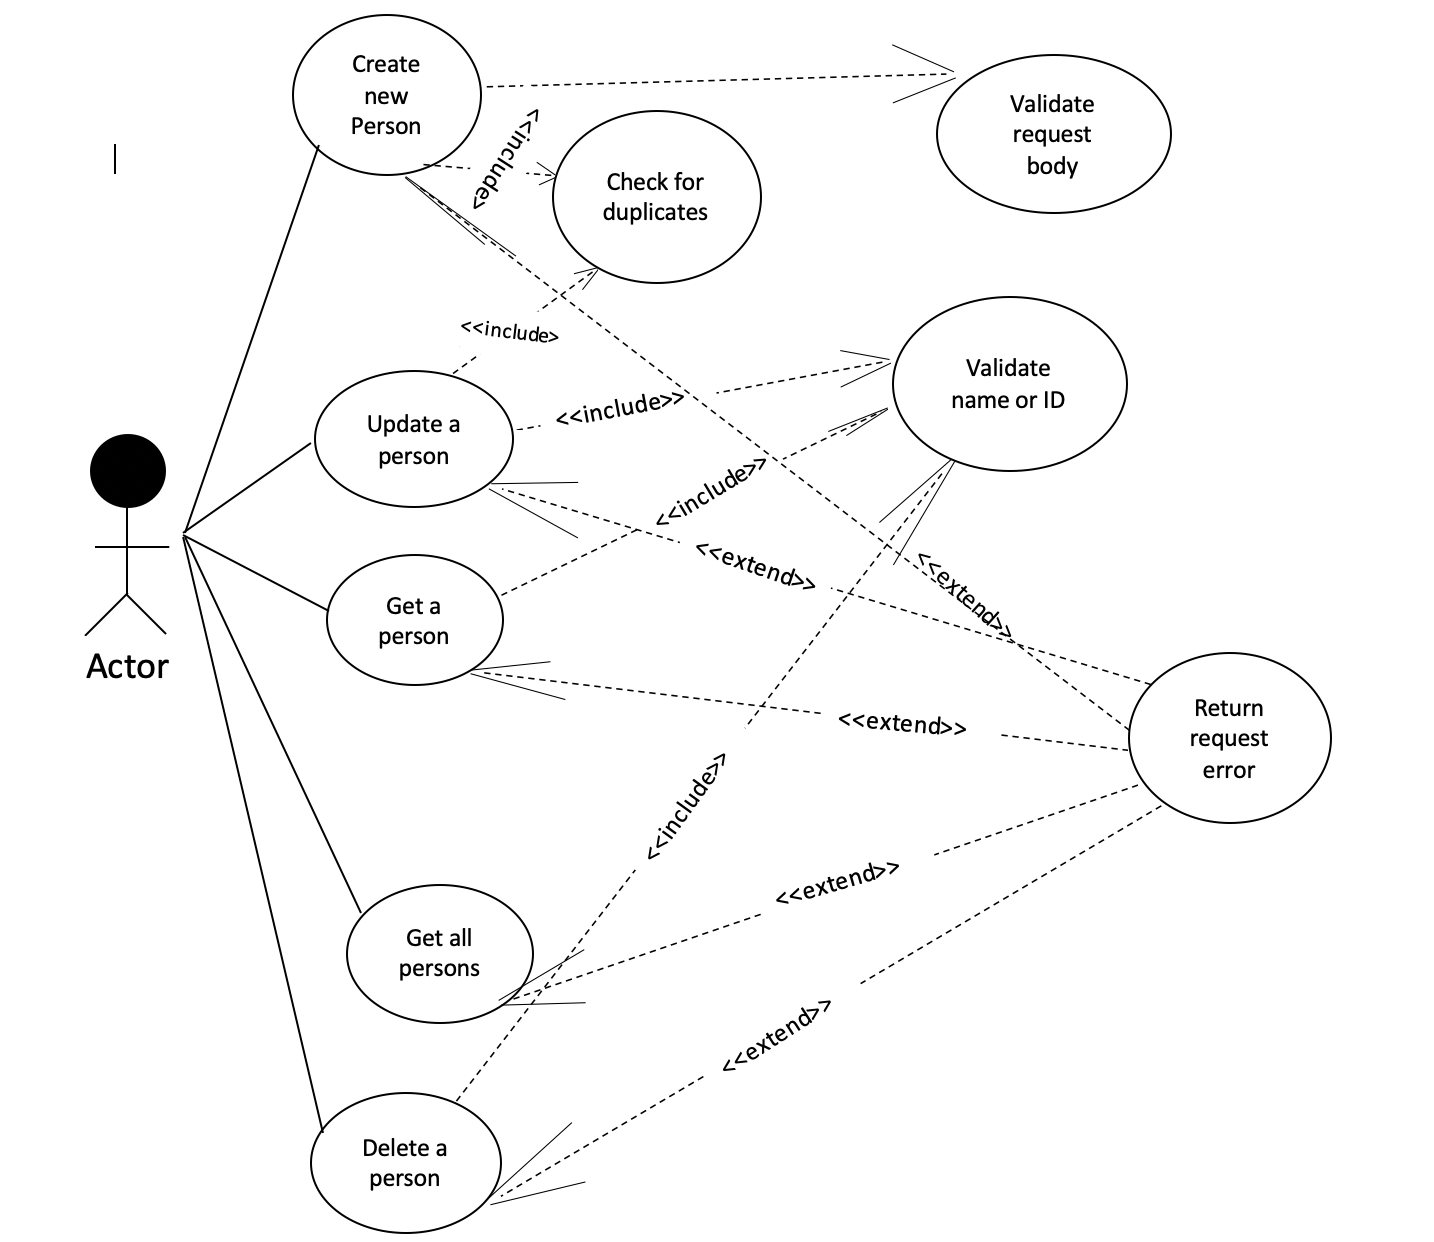 Create
new
Person
Validate
request
body
<<include>
Check for
duplicates
<<include>
Validate
name or ID
<<include>>
Update a
person
<<include>>
<<extend>>
<<extend>>
Get a
person
Actor
<<extend>>
Return
request
error
<<include>>
<<extend>>
Get all
persons
<<extend>>
Delete a
person